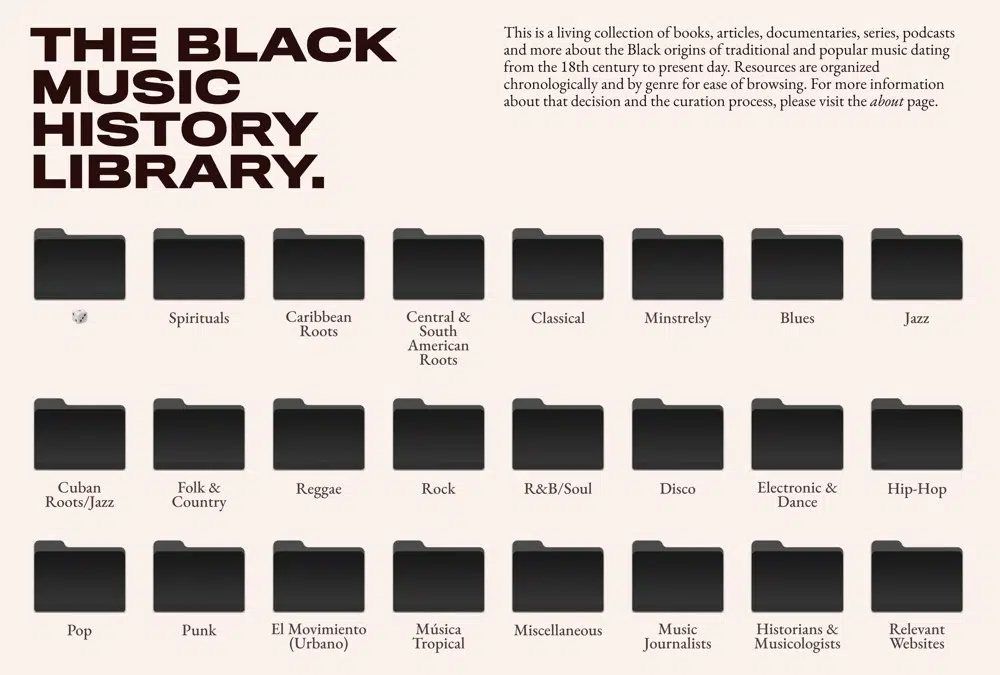 THE BLACK
MUSIC
HISTORY
LIBRARY.
This is a living collection of books, articles, documentaries, series, podcasts
and more about the Black origins of traditional and popular music dating
from the 18th century to present day. Resources are organized
chronologically and by genre for ease of browsing. For more information
about that decision and the curation process, please visit the about page.
Spirituals
Caribbean
Roots
Central &
South
American
Roots
Classical
Minstrelsy
Blues
Jazz
Cuban
Roots/Jazz
Folk &
Country
Reggae
Rock
R&B/Soul
Disco
Electronic &
Dance
Hip-Hop
Pop
Punk
El Movimiento
(Urbano)
Música
Tropical
Miscellaneous
Music
Journalists
Historians &
Musicologists
Relevant
Websites